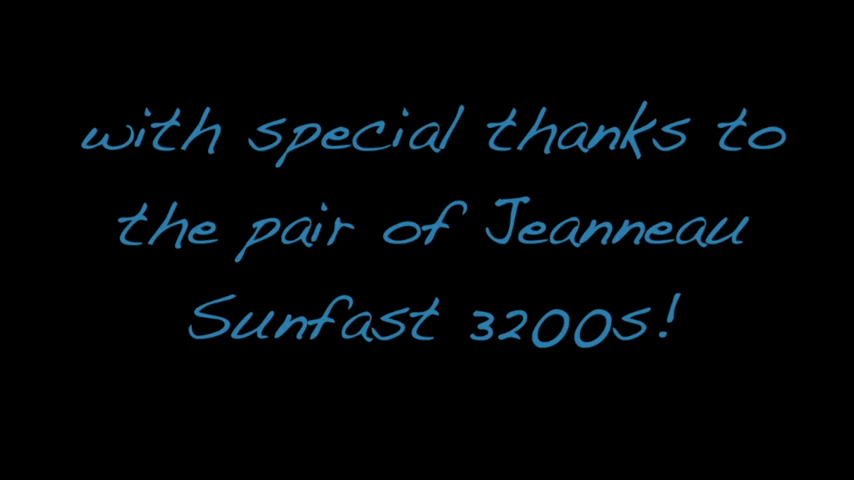 with special thanks to
the pair of Jeanneau
Sunfast 3200s!